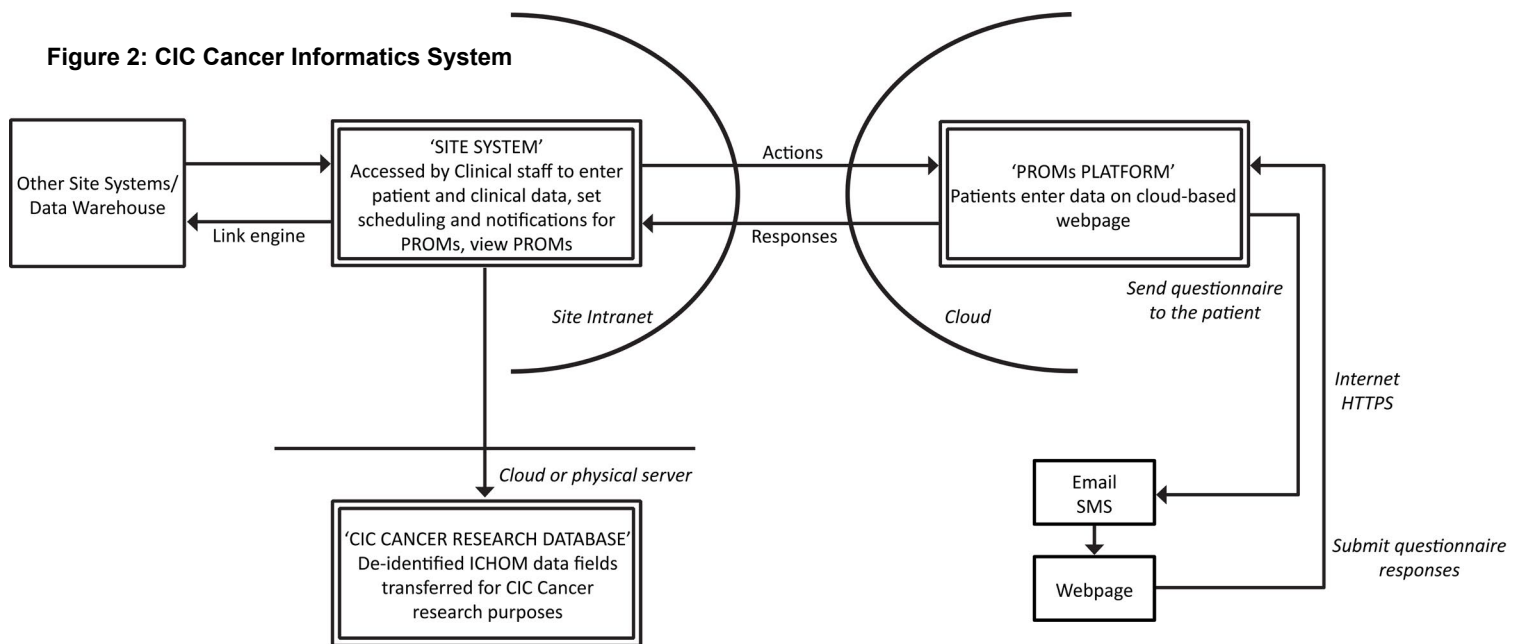 Figure 2: CIC Cancer Informatics System
Other Site Systems/
Data Warehouse
Link engine
‘SITE SYSTEM’
Accessed by Clinical staff to enter
patient and clinical data, set
scheduling and notifications for
PROMs, view PROMs
Actions
Responses
Site Intranet
Cloud
‘PROMs PLATFORM’
Patients enter data on cloud-based
webpage
Send questionnaire
to the patient
Internet
HTTPS
Cloud or physical server
‘CIC CANCER RESEARCH DATABASE’
De-identified ICHOM data fields
transferred for CIC Cancer
research purposes
Email
SMS
Webpage
Submit questionnaire
responses